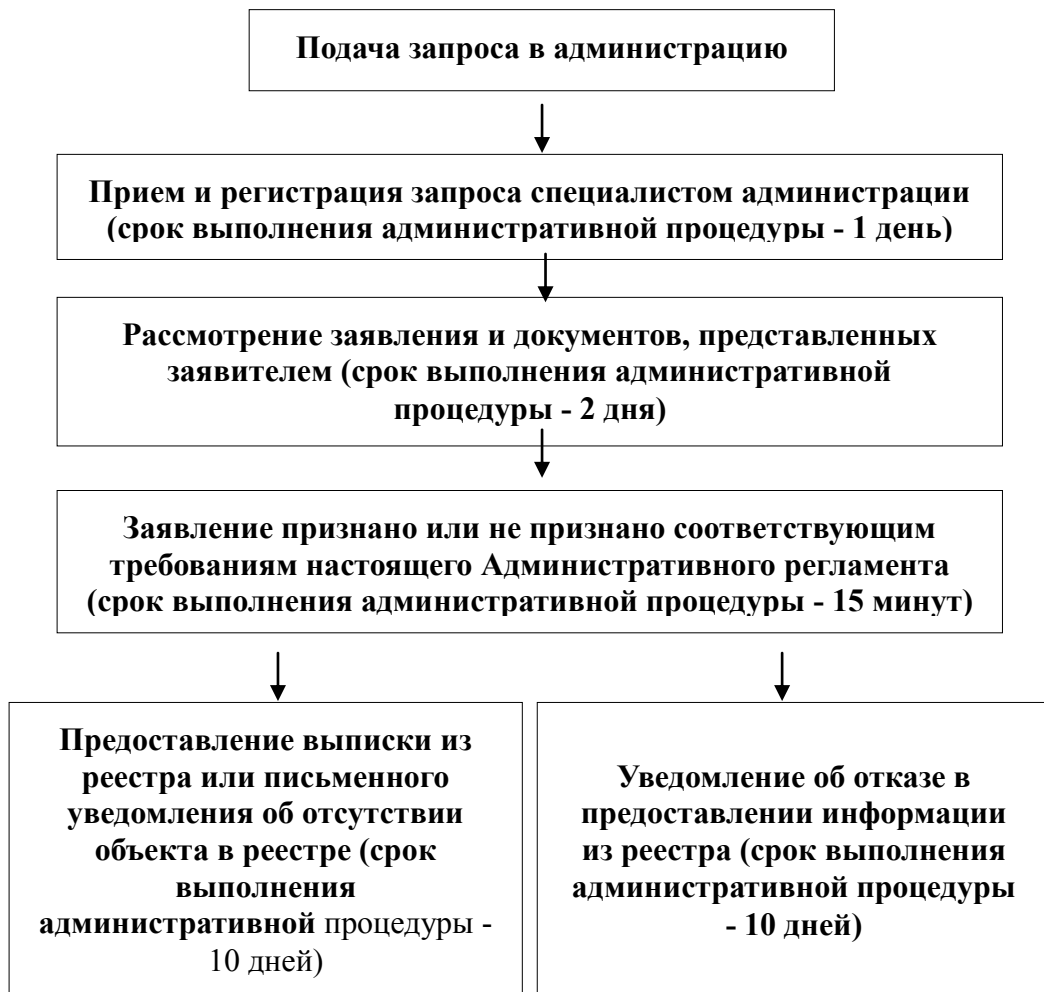 Подача запроса в администрацию
Прием и регистрация запроса специалистом администрации
(срок выполнения административной процедуры - 1 день)
Рассмотрение заявления и документов, представленных
заявителем (срок выполнения административной
процедуры - 2 дня)
Заявление признано или не признано соответствующим
требованиям настоящего Административного регламента
(срок выполнения административной процедуры - 15 минут)
Предоставление выписки из
реестра или письменного
уведомления об отсутствии
объекта в реестре (срок
выполнения
административной процедуры -
10 дней)
Уведомление об отказе в
предоставлении информации
из реестра (срок выполнения
административной процедуры
- 10 дней)